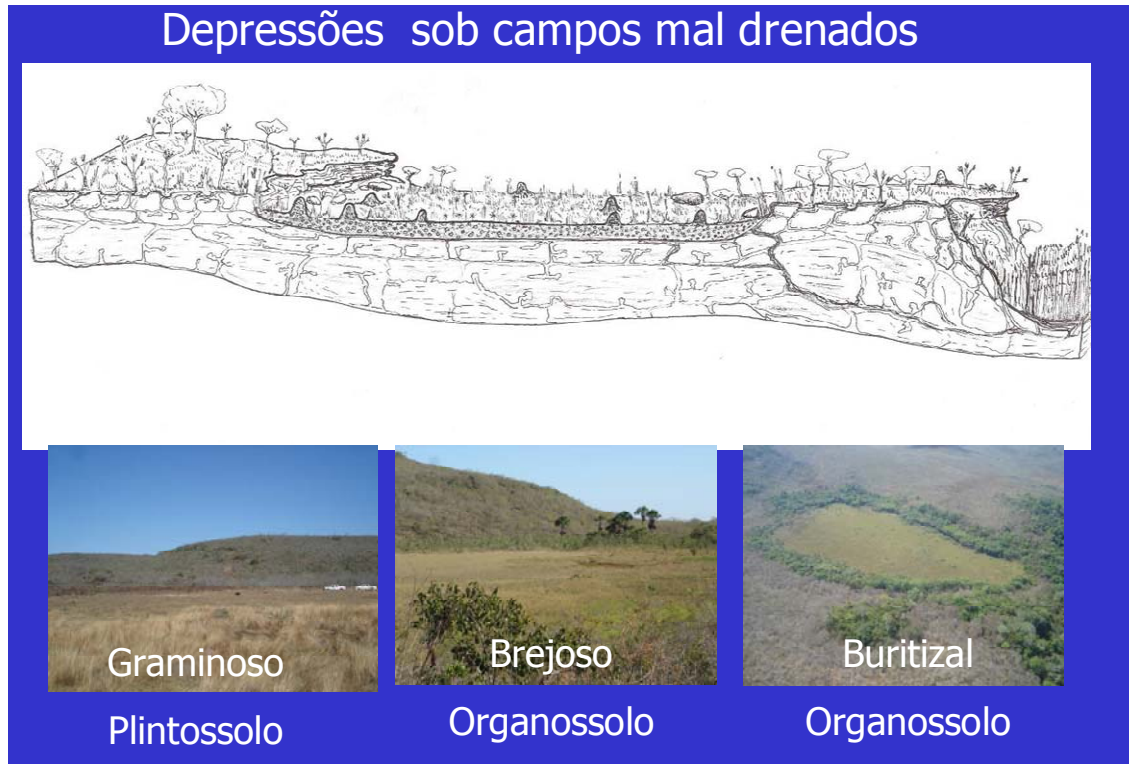 Depressões sob campos mal drenados
Graminoso
Brejoso
Buritizal
Plintossolo
Organossolo
Organossolo